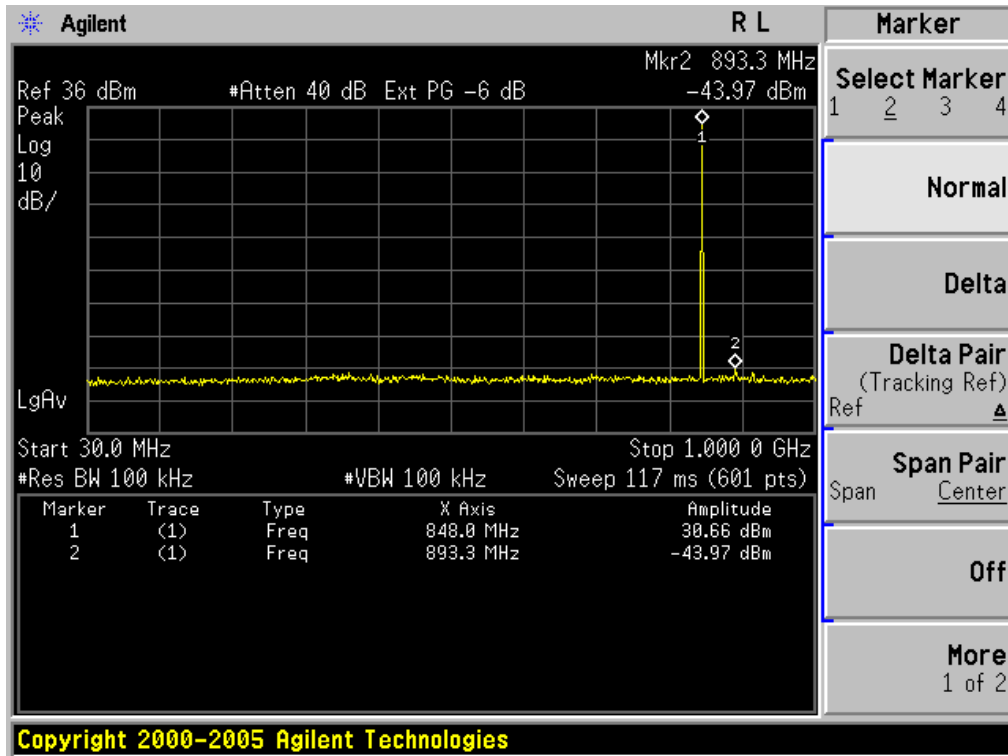 Agilent
R L
Marker
Mkr2 893.3 MHz
Ref 36 dBm #Atten 40 dB Ext PG -6 dB -43.97 dBm
Peak
Log
10
dB/
1
2
LgAv
Start 30.0 MHz Stop 1.000 0 GHz
#Res BW 100 kHz #VBW 100 kHz Sweep 117 ms (601 pts)
Marker Trace Type X Axis Amplitude
1 (1) Freq 848.0 MHz 30.66 dBm
2 (1) Freq 893.3 MHz -43.97 dBm
Select Marker
1 2 3 4
Normal
Delta
Delta Pair
(Tracking Ref)
Ref Δ
Span Pair
Span Center
Off
More
1 of 2
Copyright 2000-2005 Agilent Technologies